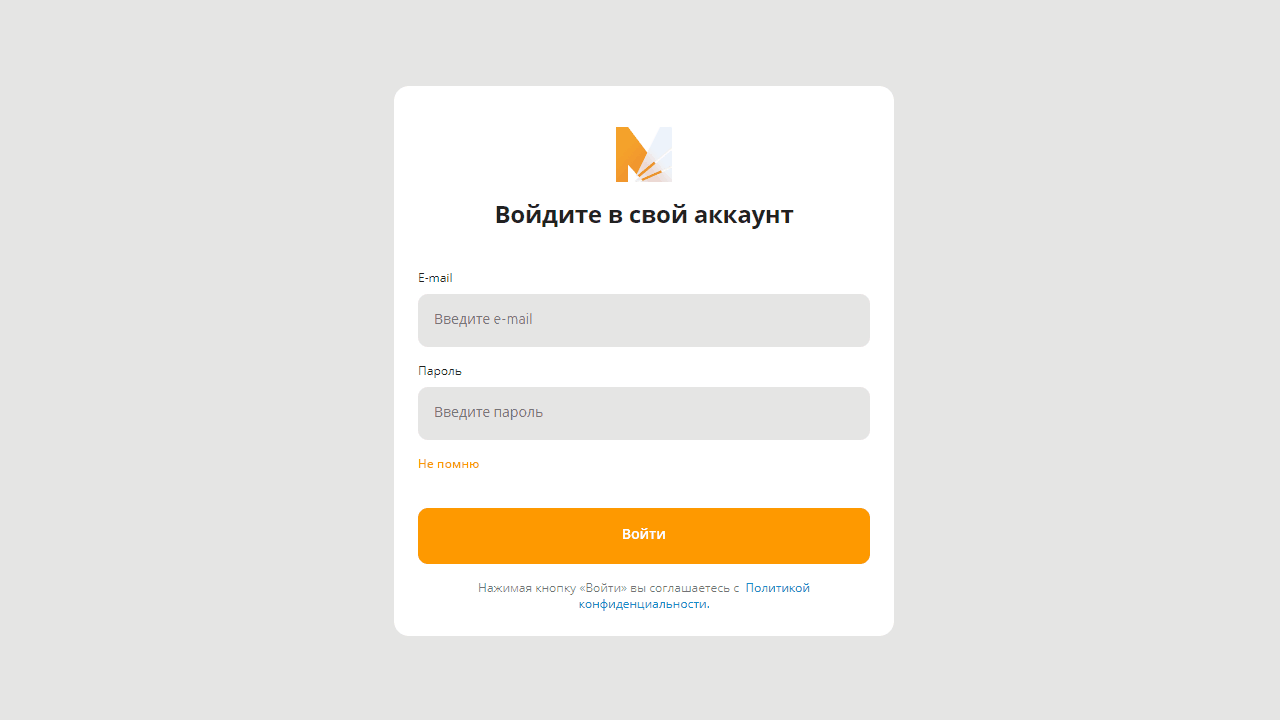 Войдите в свой аккаунт
E-mail
Введите e-mail
Пароль
Введите пароль
Не помню
Войти
Нажимая кнопку «Войти» вы соглашаетесь с Политикой
конфиденциальности.